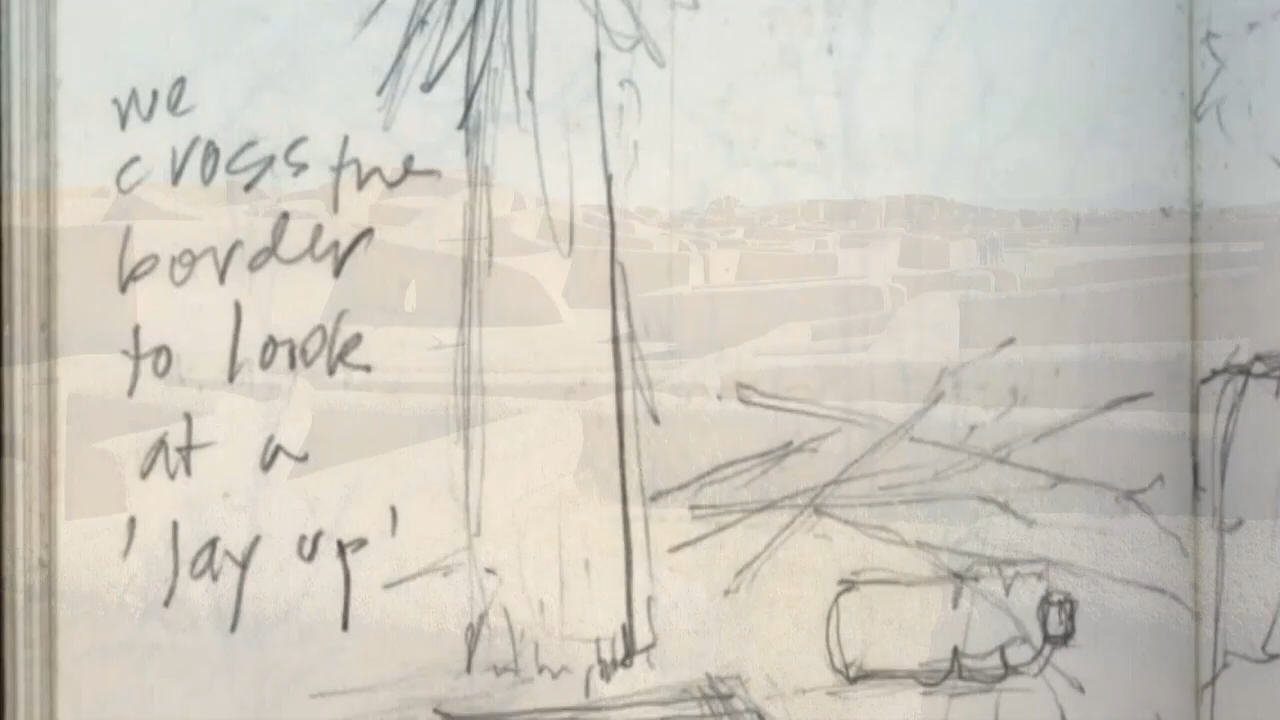 we
cross the
border
to look
at a
'lay up'